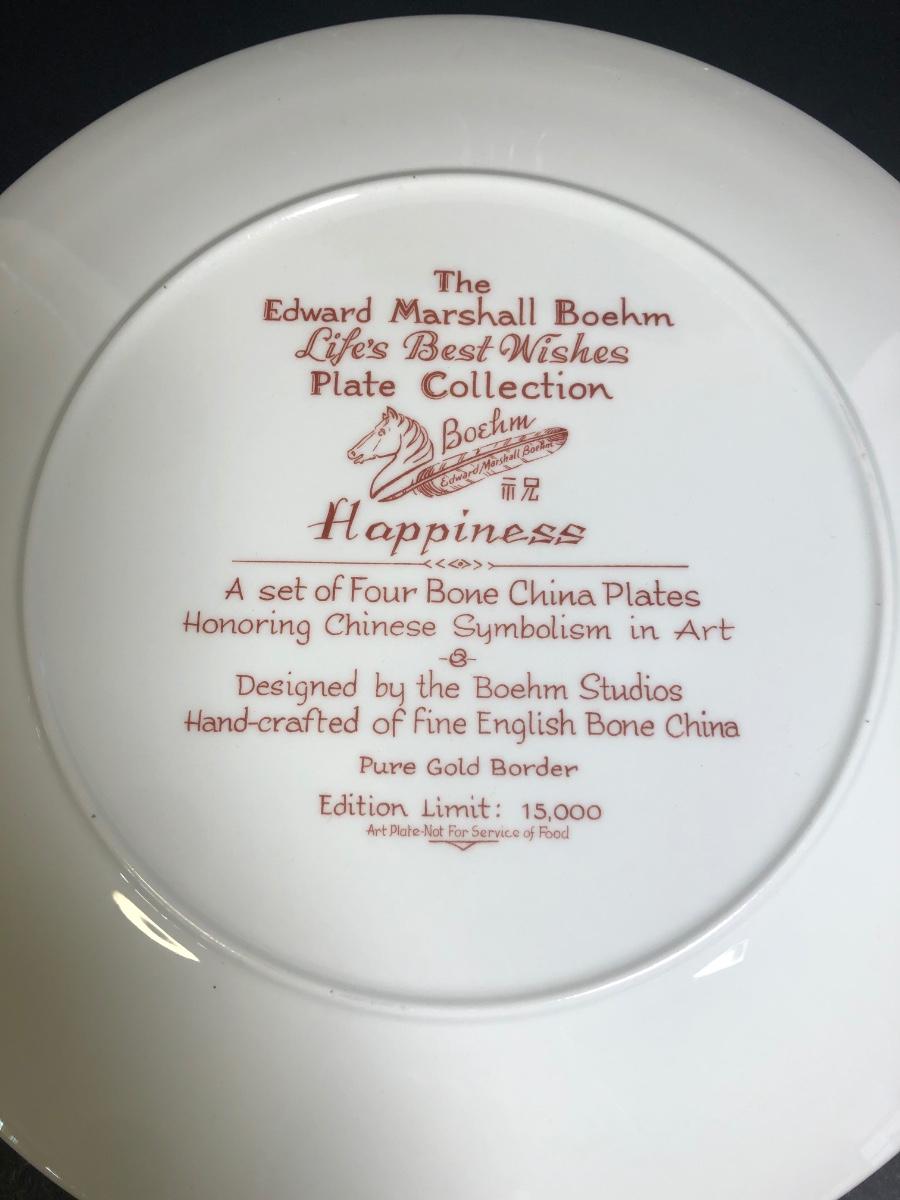 The
Edward Marshall Boehm
Life's Best Wishes
Plate Collection
Boehm
Edward Marshall Boehm
祝
Happiness
A set of Four Bone China Plates
Honoring Chinese Symbolism in Art
Designed by the Boehm Studios
Hand-crafted of fine English Bone China
Pure Gold Border
Edition Limit: 15,000
Art Plate-Not For Service of Food